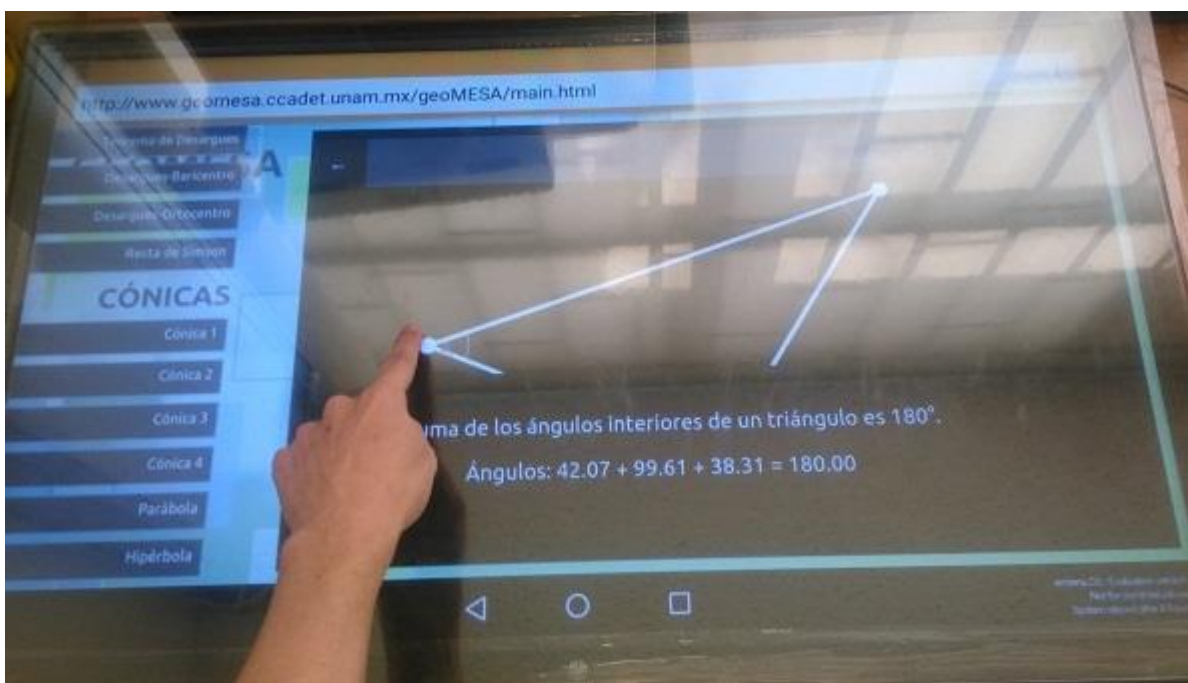 http://www.geomesa.ccadet.unam.mx/geoMESA/main.html
Teorema de Desargues
Desargues-Baricentro
Desargues-Ortocentro
Recta de Simson
CÓNICAS
Cónica 1
Cónica 2
Cónica 3
Cónica 4
Parábola
Hipérbola
uma de los ángulos interiores de un triángulo es 180°.
Ángulos: 42.07 + 99.61 + 38.31 = 180.00